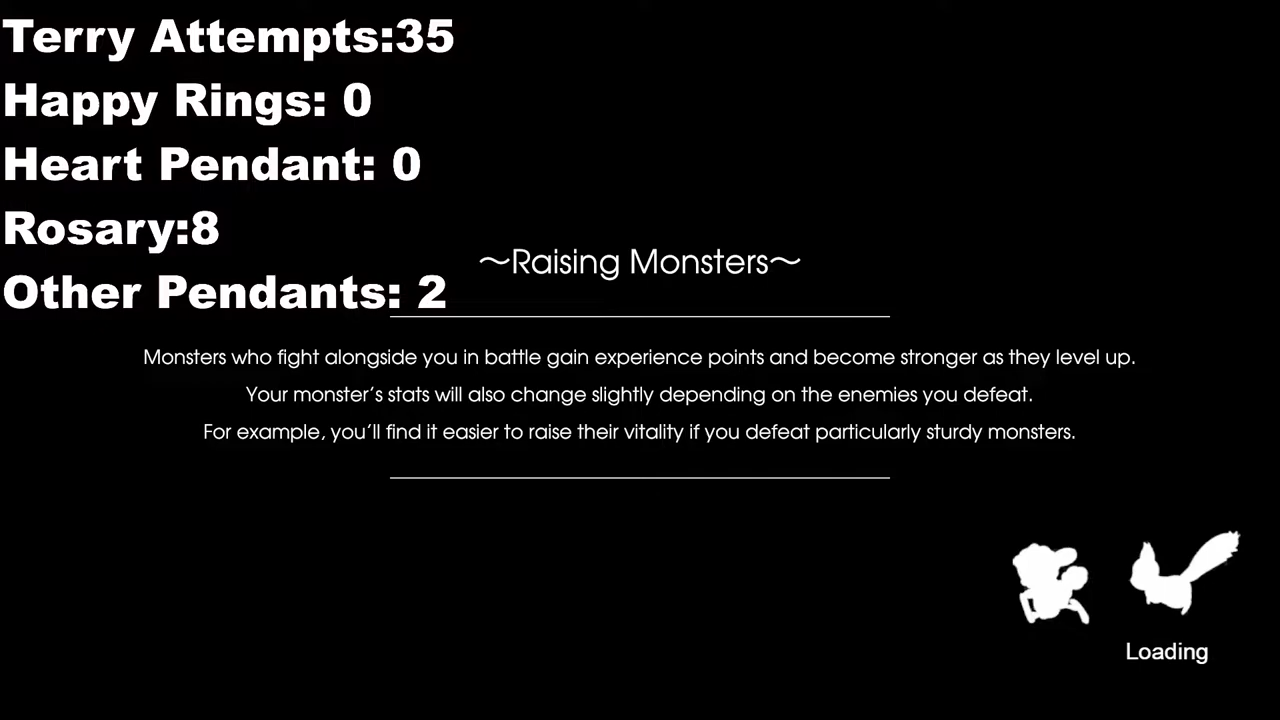 Terry Attempts:35
Happy Rings: 0
Heart Pendant: 0
Rosary:8
Other Pendants: 2
～Raising Monsters～
Monsters who fight alongside you in battle gain experience points and become stronger as they level up.
Your monster's stats will also change slightly depending on the enemies you defeat.
For example, you'll find it easier to raise their vitality if you defeat particularly sturdy monsters.
Loading